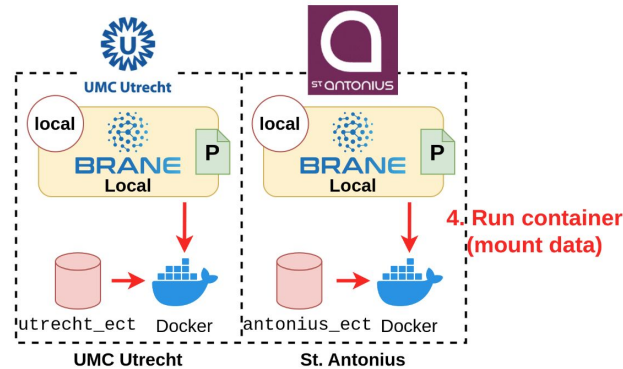 UMC Utrecht
ST ANTONIUS
local
BRANE
Local
P
local
BRANE
Local
P
4. Run container
(mount data)
utrecht_ect
Docker
antonius_ect
Docker
UMC Utrecht
St. Antonius